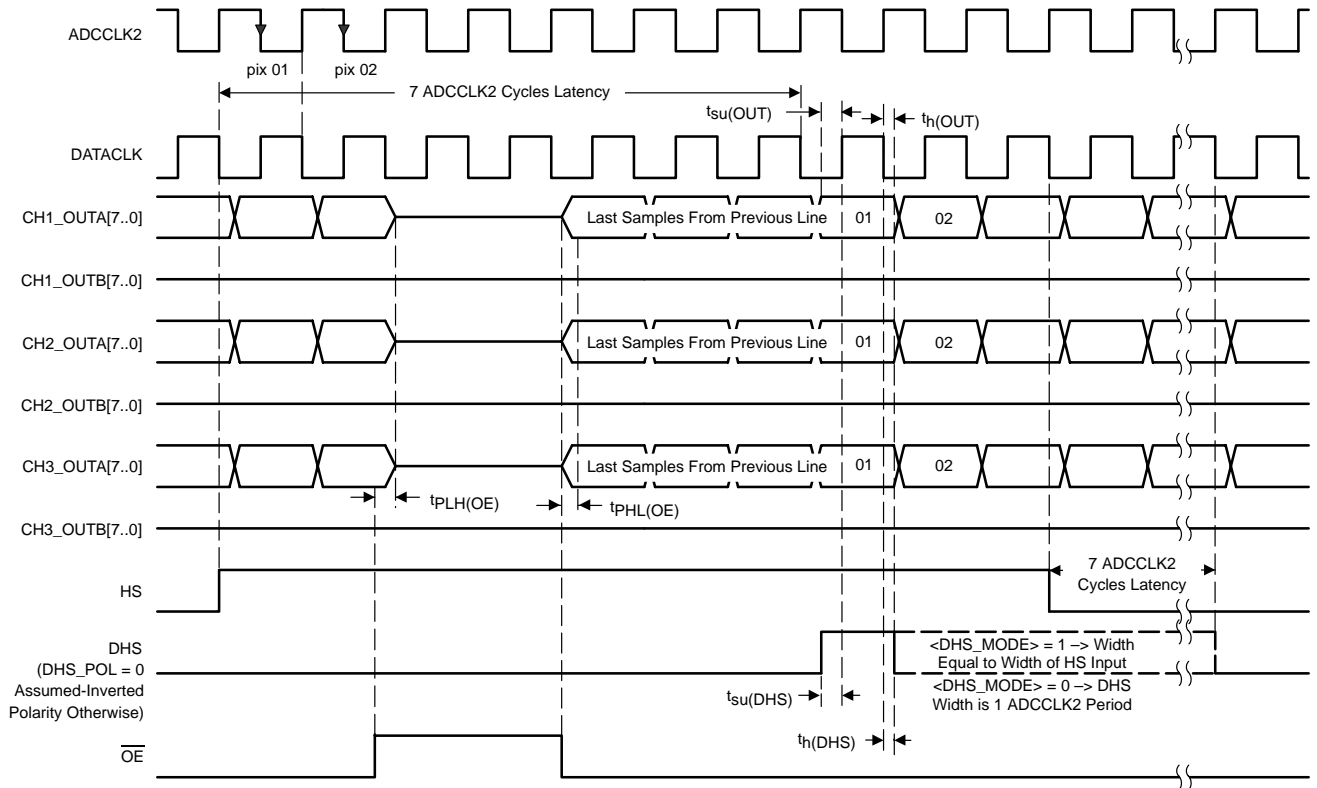 ADCCLK2
pix 01
pix 02
7 ADCCLK2 Cycles Latency
tsu(OUT)
th(OUT)
DATACLK
CH1_OUTA[7..0]
Last Samples From Previous Line
01
02
CH1_OUTB[7..0]
CH2_OUTA[7..0]
Last Samples From Previous Line
01
02
CH2_OUTB[7..0]
CH3_OUTA[7..0]
Last Samples From Previous Line
01
02
tPLH(OE)
tPHL(OE)
CH3_OUTB[7..0]
HS
7 ADCCLK2
Cycles Latency
DHS
(DHS_POL = 0
Assumed-Inverted
Polarity Otherwise)
<DHS_MODE> = 1 –> Width
Equal to Width of HS Input
<DHS_MODE> = 0 –> DHS
Width is 1 ADCCLK2 Period
tsu(DHS)
th(DHS)
OE